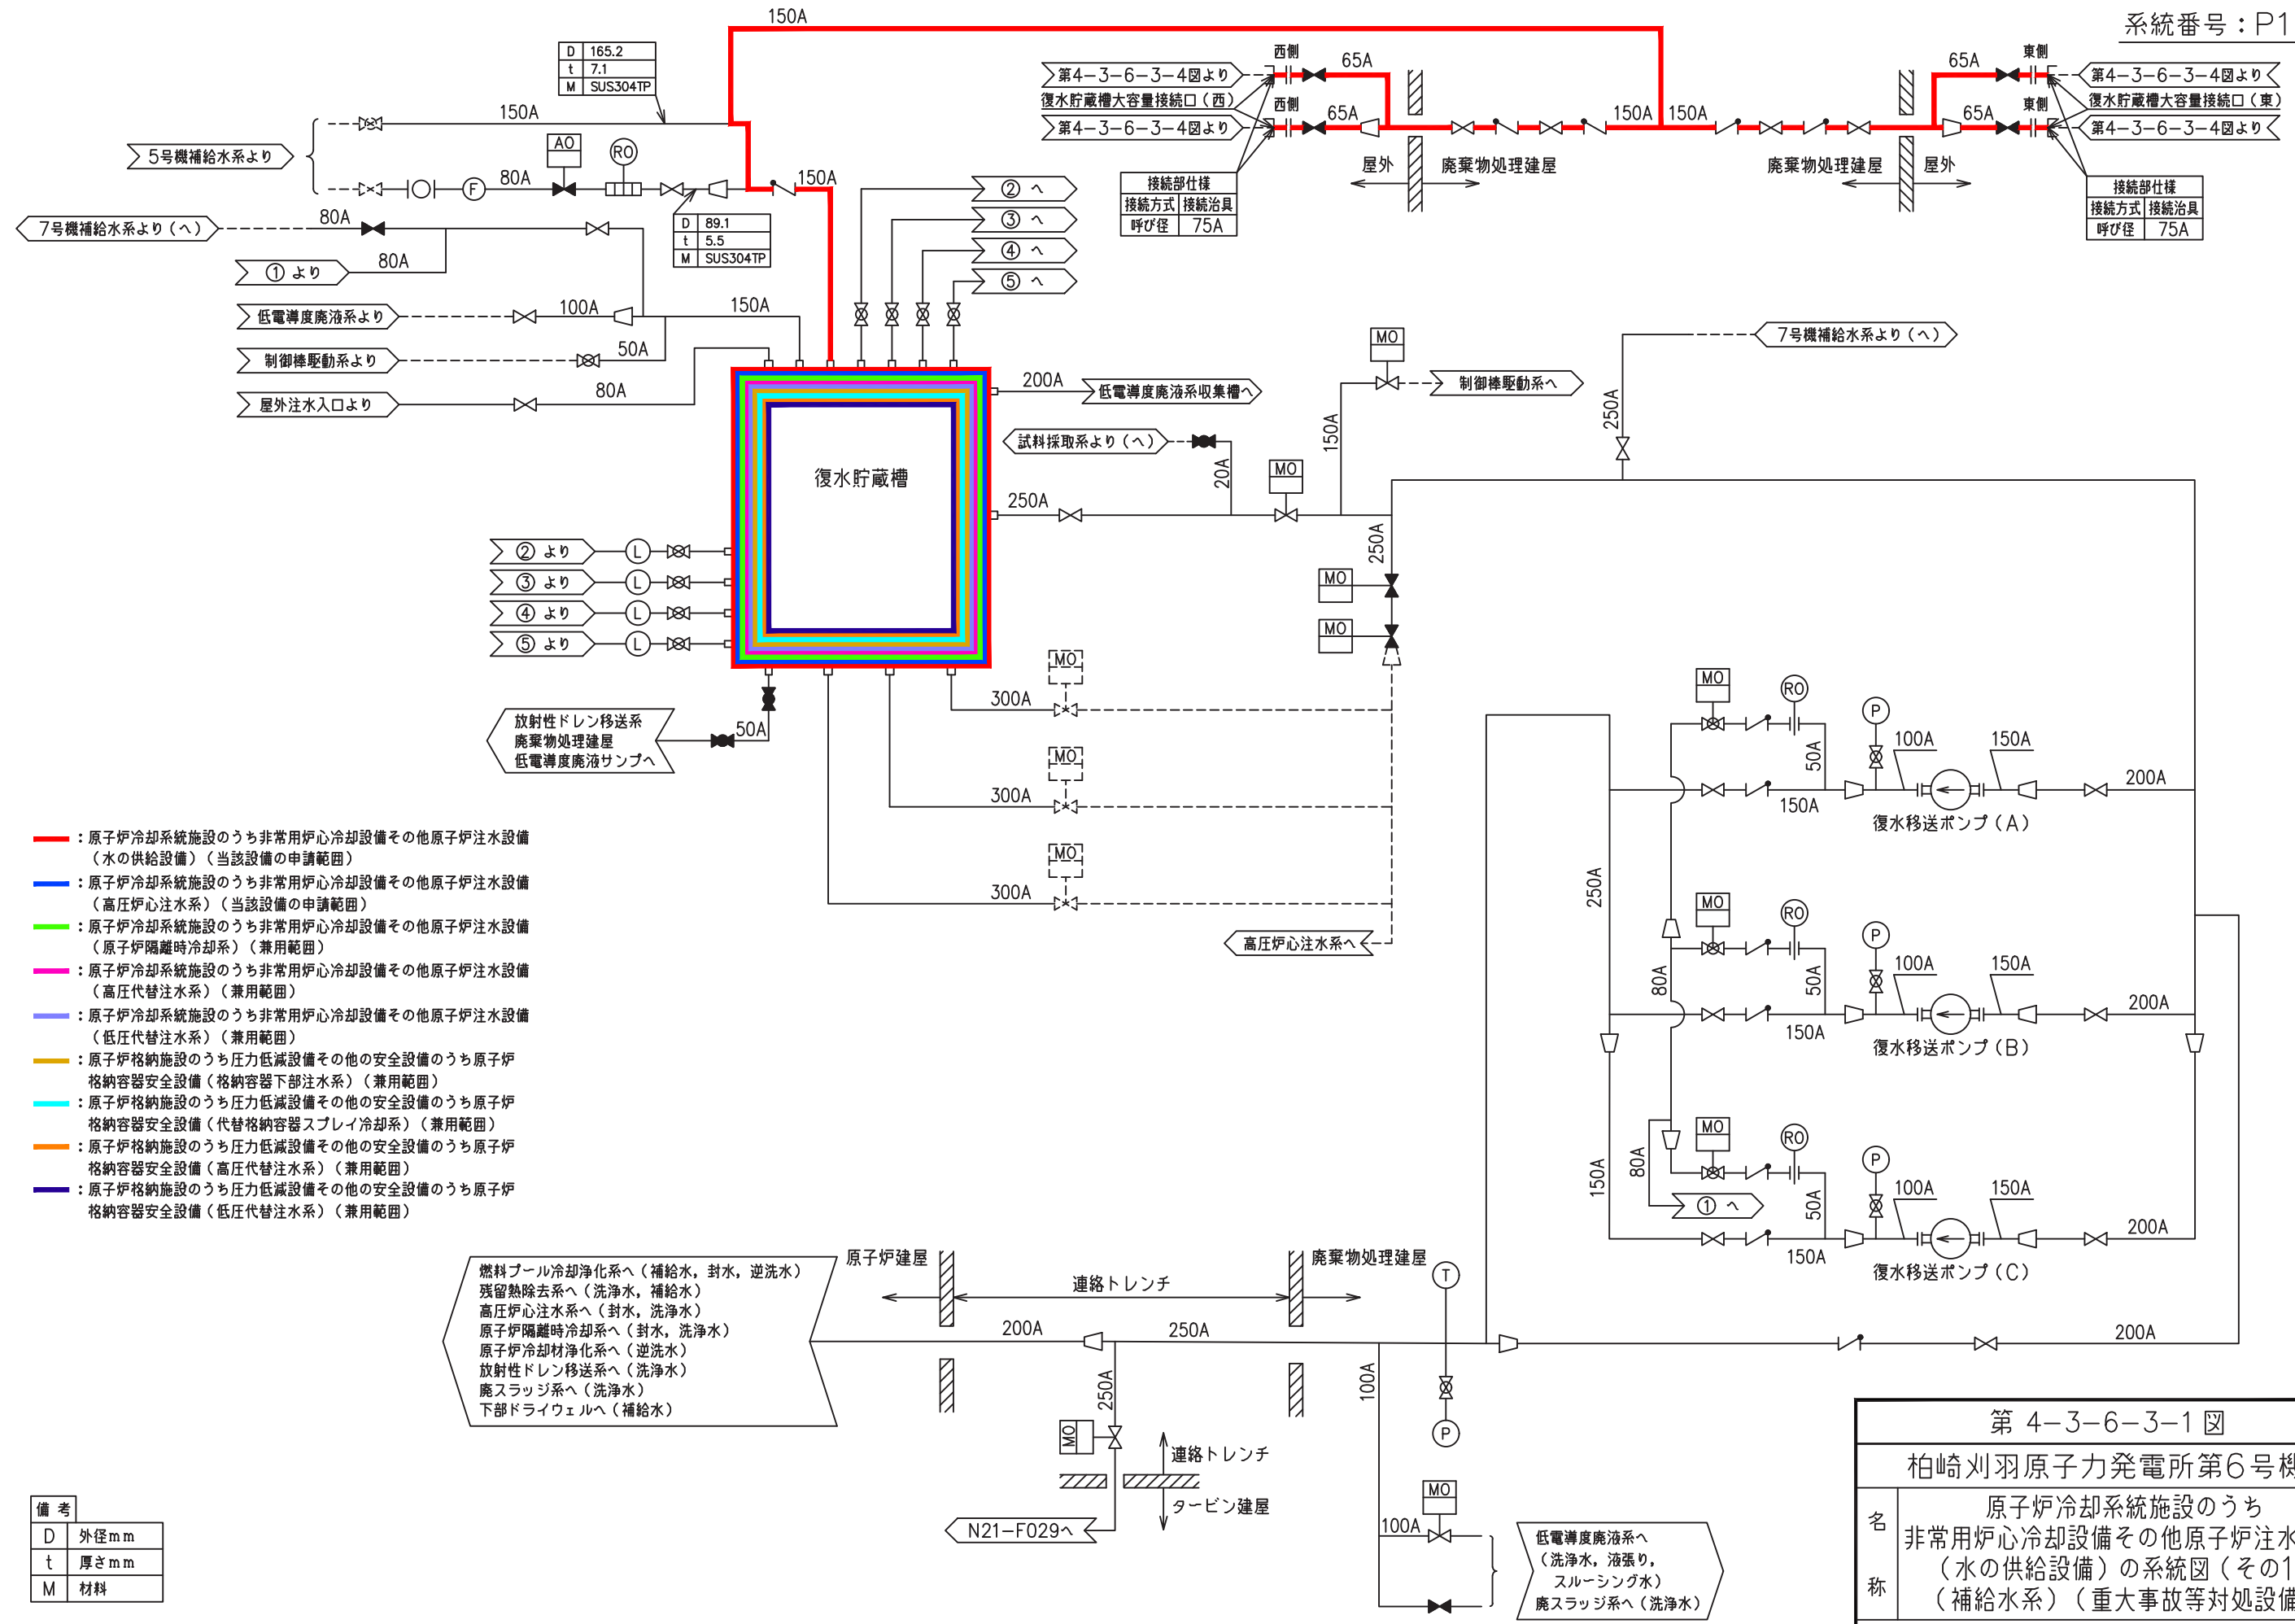 系統番号：P1
150A
D 165.2
t 7.1
M SUS304TP
150A
5号機補給水系より
AO
RO
F
80A
150A
D 89.1
t 5.5
M SUS304TP
7号機補給水系より（へ）
80A
①より
80A
低電導度廃液系より
100A
150A
制御棒駆動系より
50A
屋外注水入口より
80A
②へ
③へ
④へ
⑤へ
第4-3-6-3-4図より
西側
65A
復水貯蔵槽大容量接続口（西）
第4-3-6-3-4図より
西側
65A
接続部仕様
接続方式 接続治具
呼び径 75A
屋外
廃棄物処理建屋
150A
150A
廃棄物処理建屋
屋外
65A
東側
第4-3-6-3-4図より
復水貯蔵槽大容量接続口（東）
65A
東側
第4-3-6-3-4図より
接続部仕様
接続方式 接続治具
呼び径 75A
復水貯蔵槽
200A
低電導度廃液系収集槽へ
試料採取系より（へ）
20A
250A
MO
MO
150A
制御棒駆動系へ
7号機補給水系より（へ）
250A
250A
MO
MO
②より
L
③より
L
④より
L
⑤より
L
放射性ドレン移送系
廃棄物処理建屋
低電導度廃液サンプへ
50A
300A
MO
300A
MO
300A
MO
高圧炉心注水系へ
MO
RO
P
50A
100A
150A
200A
150A
復水移送ポンプ（A）
250A
MO
RO
P
80A
50A
100A
150A
200A
150A
復水移送ポンプ（B）
MO
RO
P
150A
80A
①へ
50A
100A
150A
200A
150A
復水移送ポンプ（C）
：原子炉冷却系統施設のうち非常用炉心冷却設備その他原子炉注水設備
（水の供給設備）（当該設備の申請範囲）
：原子炉冷却系統施設のうち非常用炉心冷却設備その他原子炉注水設備
（高圧炉心注水系）（当該設備の申請範囲）
：原子炉冷却系統施設のうち非常用炉心冷却設備その他原子炉注水設備
（原子炉隔離時冷却系）（兼用範囲）
：原子炉冷却系統施設のうち非常用炉心冷却設備その他原子炉注水設備
（高圧代替注水系）（兼用範囲）
：原子炉冷却系統施設のうち非常用炉心冷却設備その他原子炉注水設備
（低圧代替注水系）（兼用範囲）
：原子炉格納施設のうち圧力低減設備その他の安全設備のうち原子炉
格納容器安全設備（格納容器下部注水系）（兼用範囲）
：原子炉格納施設のうち圧力低減設備その他の安全設備のうち原子炉
格納容器安全設備（代替格納容器スプレイ冷却系）（兼用範囲）
：原子炉格納施設のうち圧力低減設備その他の安全設備のうち原子炉
格納容器安全設備（高圧代替注水系）（兼用範囲）
：原子炉格納施設のうち圧力低減設備その他の安全設備のうち原子炉
格納容器安全設備（低圧代替注水系）（兼用範囲）
燃料プール冷却浄化系へ（補給水，封水，逆洗水）
残留熱除去系へ（洗浄水，補給水）
高圧炉心注水系へ（封水，洗浄水）
原子炉隔離時冷却系へ（封水，洗浄水）
原子炉冷却材浄化系へ（逆洗水）
放射性ドレン移送系へ（洗浄水）
廃スラッジ系へ（洗浄水）
下部ドライウェルへ（補給水）
原子炉建屋
連絡トレンチ
廃棄物処理建屋
200A
250A
T
P
200A
250A
MO
連絡トレンチ
タービン建屋
N21-F029へ
100A
MO
100A
低電導度廃液系へ
（洗浄水，液張り，
スルーシング水）
廃スラッジ系へ（洗浄水）
備考
D 外径mm
t 厚さmm
M 材料
第 4-3-6-3-1 図
柏崎刈羽原子力発電所第6号機
名称
原子炉冷却系統施設のうち
非常用炉心冷却設備その他原子炉注水
（水の供給設備）の系統図（その1
（補給水系）（重大事故等対処設備